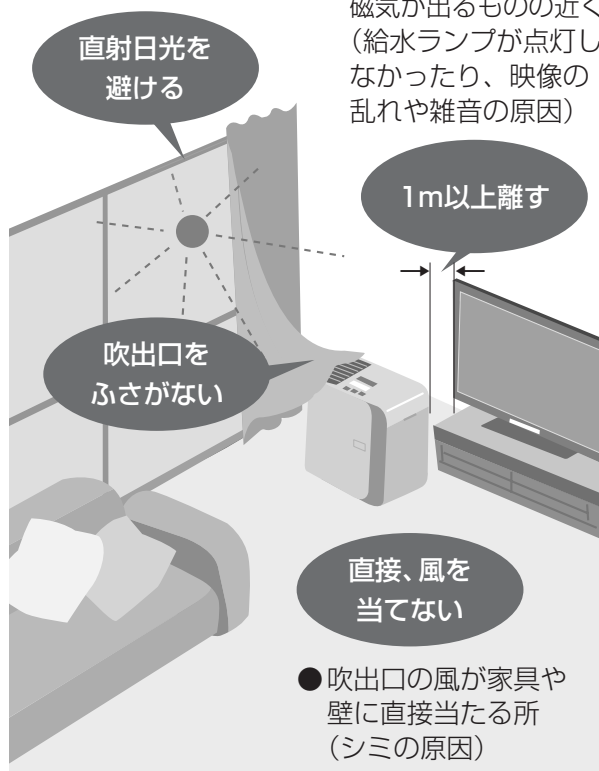 磁気が出るものの近く
（給水ランプが点灯し
なかったり、映像の
乱れや雑音の原因）
直射日光を
避ける
1m以上離す
吹出口を
ふさがない
直接、風を
当てない
●吹出口の風が家具や
壁に直接当たる所
（シミの原因）